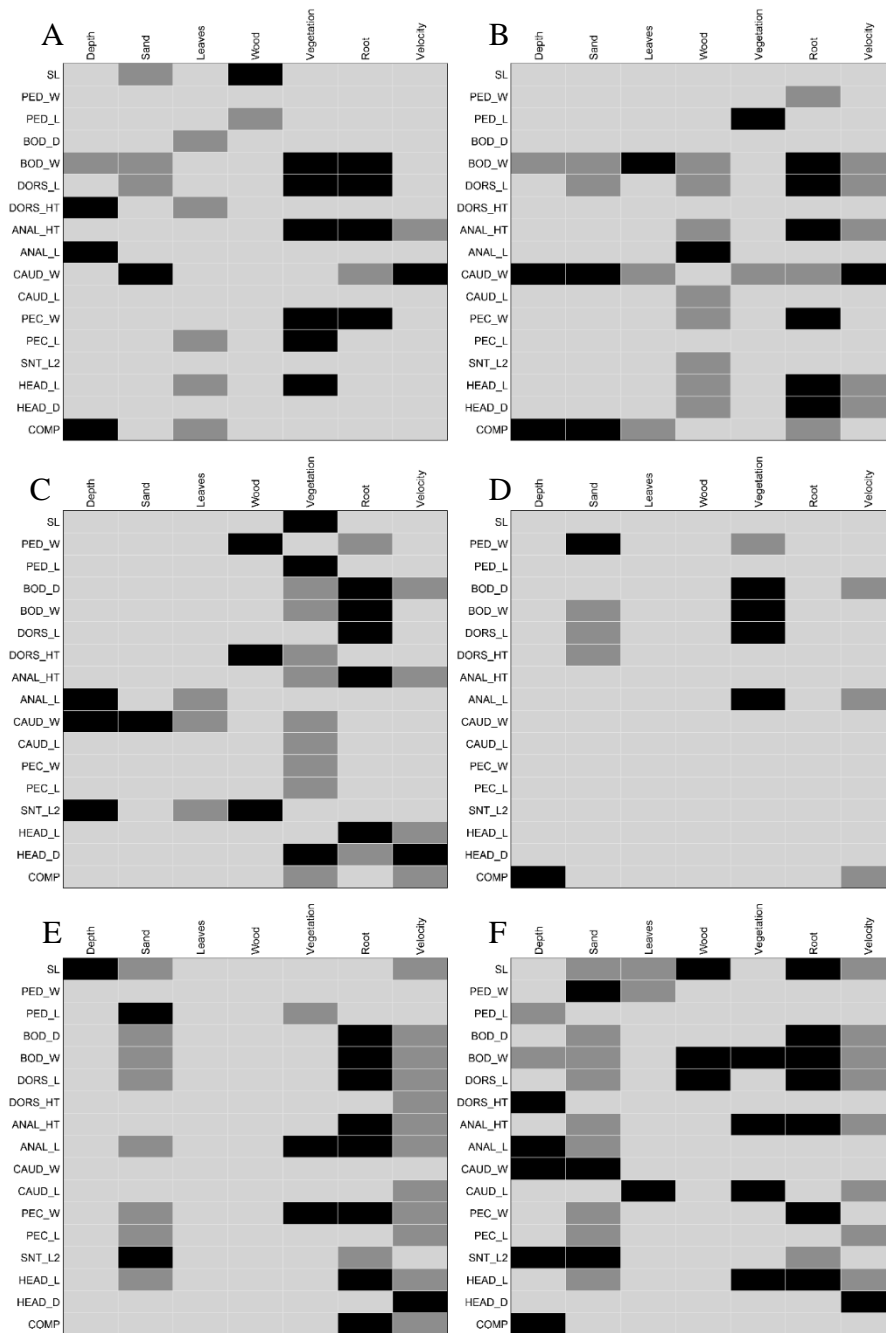 A
Depth Sand Leaves Wood Vegetation Root Velocity
SL
PED_W
PED_L
BOD_D
BOD_W
DORS_L
DORS_HT
ANAL_HT
ANAL_L
CAUD_W
CAUD_L
PEC_W
PEC_L
SNT_L2
HEAD_L
HEAD_D
COMP
B
Depth Sand Leaves Wood Vegetation Root Velocity
SL
PED_W
PED_L
BOD_D
BOD_W
DORS_L
DORS_HT
ANAL_HT
ANAL_L
CAUD_W
CAUD_L
PEC_W
PEC_L
SNT_L2
HEAD_L
HEAD_D
COMP
C
Depth Sand Leaves Wood Vegetation Root Velocity
SL
PED_W
PED_L
BOD_D
BOD_W
DORS_L
DORS_HT
ANAL_HT
ANAL_L
CAUD_W
CAUD_L
PEC_W
PEC_L
SNT_L2
HEAD_L
HEAD_D
COMP
D
Depth Sand Leaves Wood Vegetation Root Velocity
SL
PED_W
PED_L
BOD_D
BOD_W
DORS_L
DORS_HT
ANAL_HT
ANAL_L
CAUD_W
CAUD_L
PEC_W
PEC_L
SNT_L2
HEAD_L
HEAD_D
COMP
E
Depth Sand Leaves Wood Vegetation Root Velocity
SL
PED_W
PED_L
BOD_D
BOD_W
DORS_L
DORS_HT
ANAL_HT
ANAL_L
CAUD_W
CAUD_L
PEC_W
PEC_L
SNT_L2
HEAD_L
HEAD_D
COMP
F
Depth Sand Leaves Wood Vegetation Root Velocity
SL
PED_W
PED_L
BOD_D
BOD_W
DORS_L
DORS_HT
ANAL_HT
ANAL_L
CAUD_W
CAUD_L
PEC_W
PEC_L
SNT_L2
HEAD_L
HEAD_D
COMP